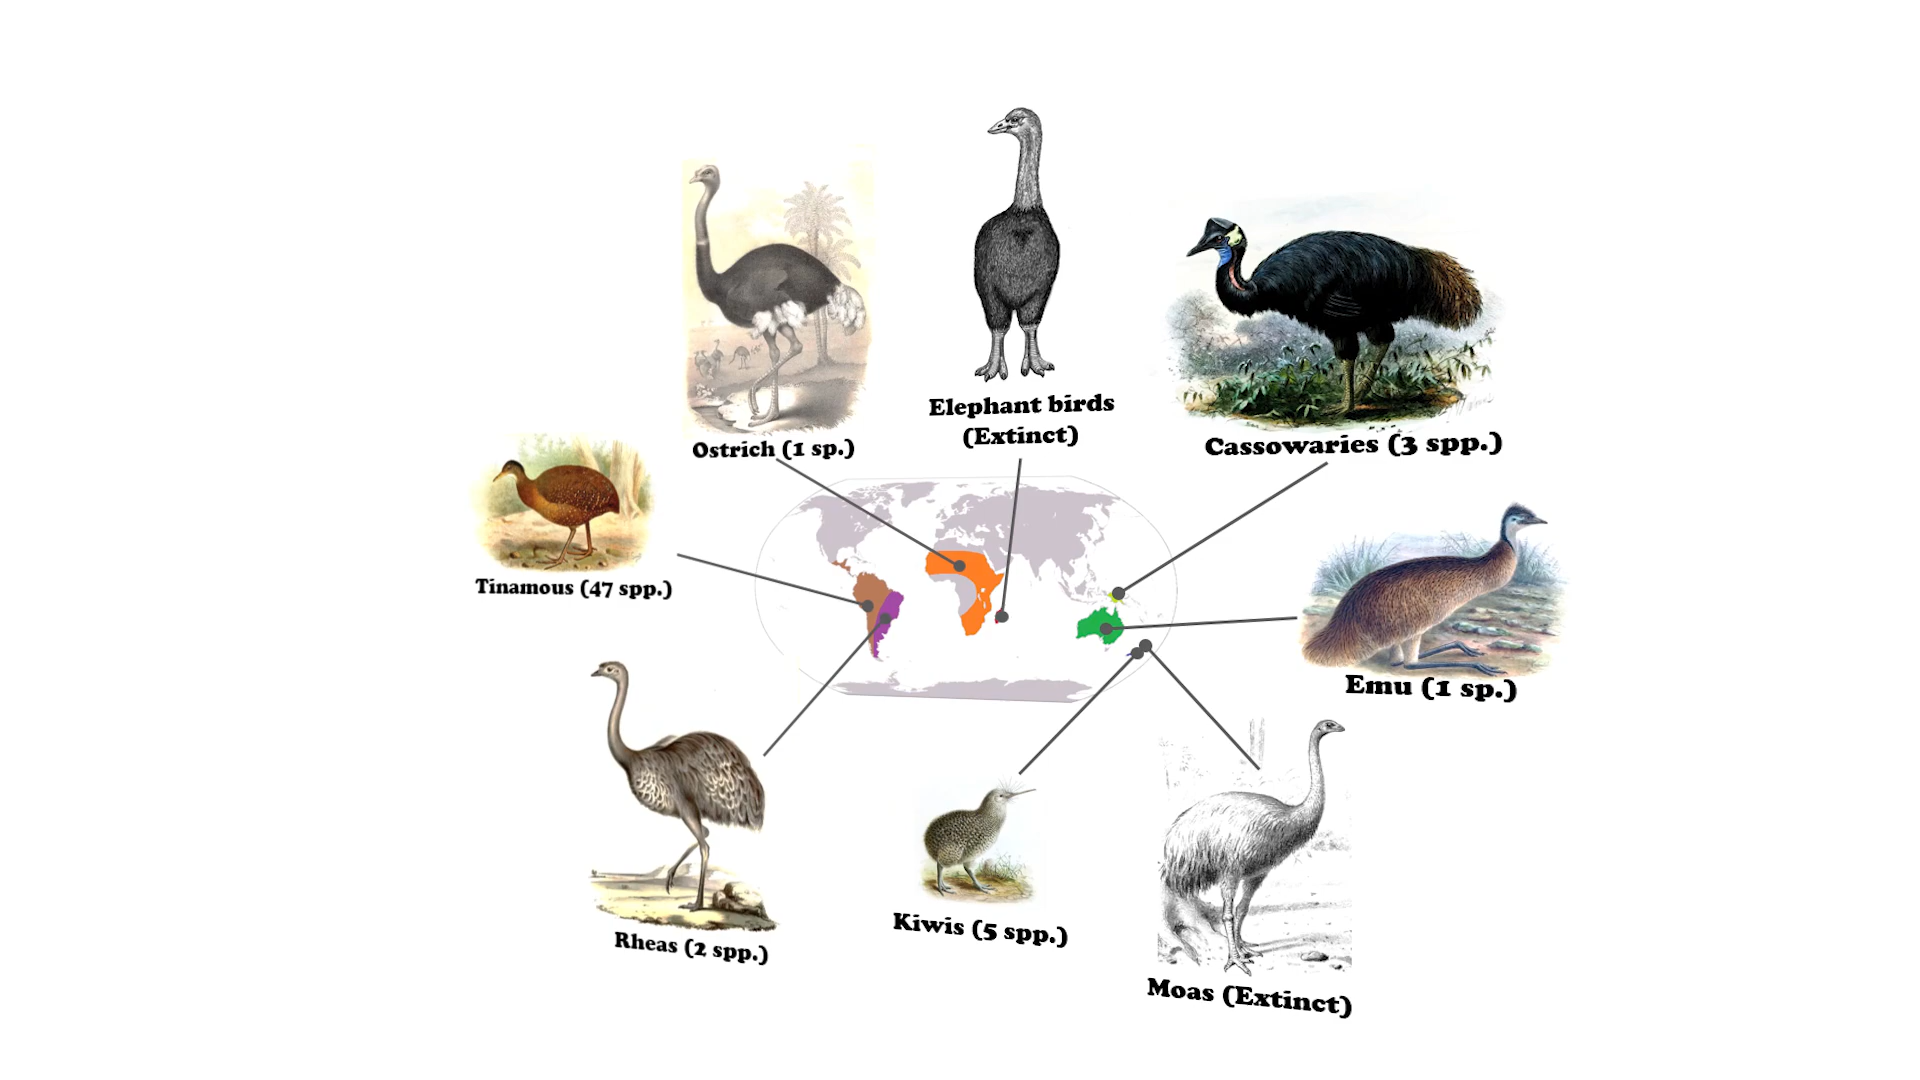 Elephant birds
(Extinct)
Ostrich (1 sp.)
Cassowaries (3 spp.)
Tinamous (47 spp.)
Emu (1 sp.)
Rheas (2 spp.)
Kiwis (5 spp.)
Moas (Extinct)